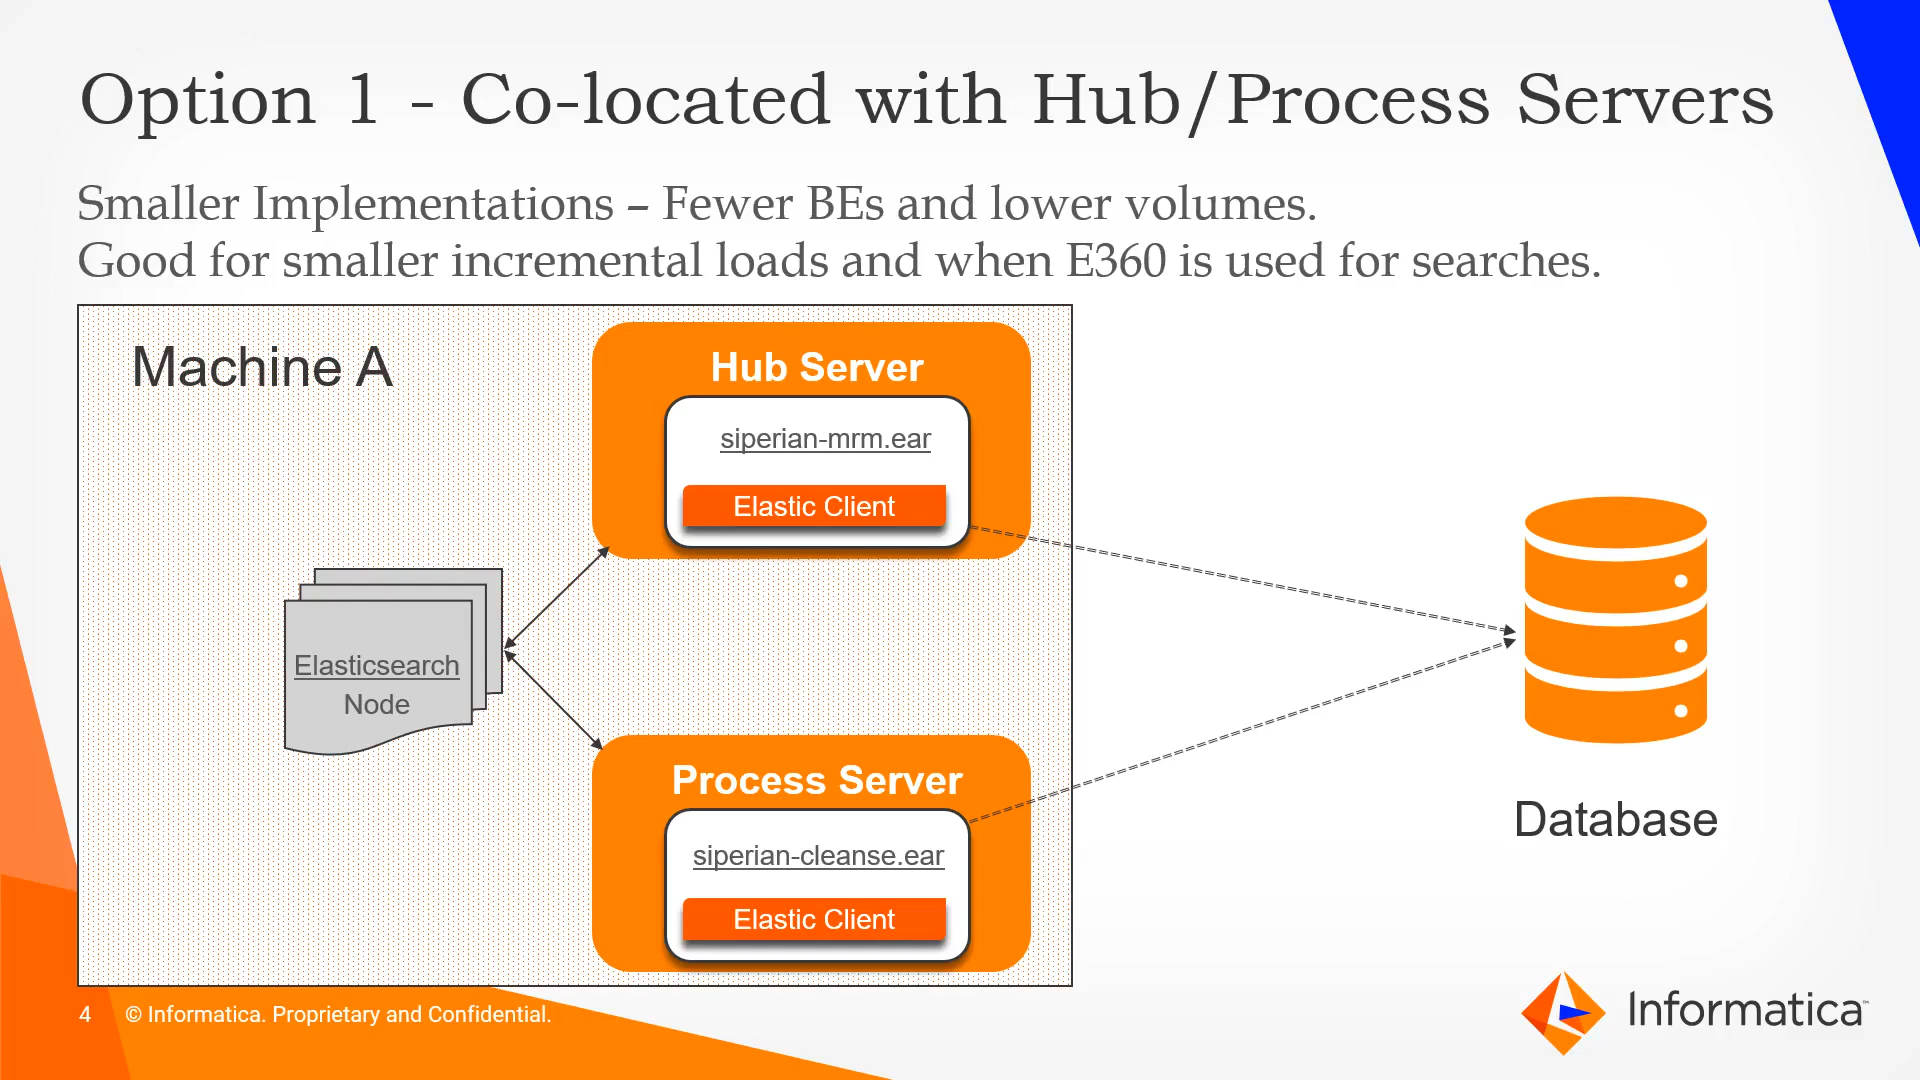 Option 1 - Co-located with Hub/Process Servers
Smaller Implementations – Fewer BEs and lower volumes.
Good for smaller incremental loads and when E360 is used for searches.
Machine A
Hub Server
siperian-mrm.ear
Elastic Client
Elasticsearch
Node
Process Server
siperian-cleanse.ear
Elastic Client
Database
4 © Informatica. Proprietary and Confidential.
Informatica™